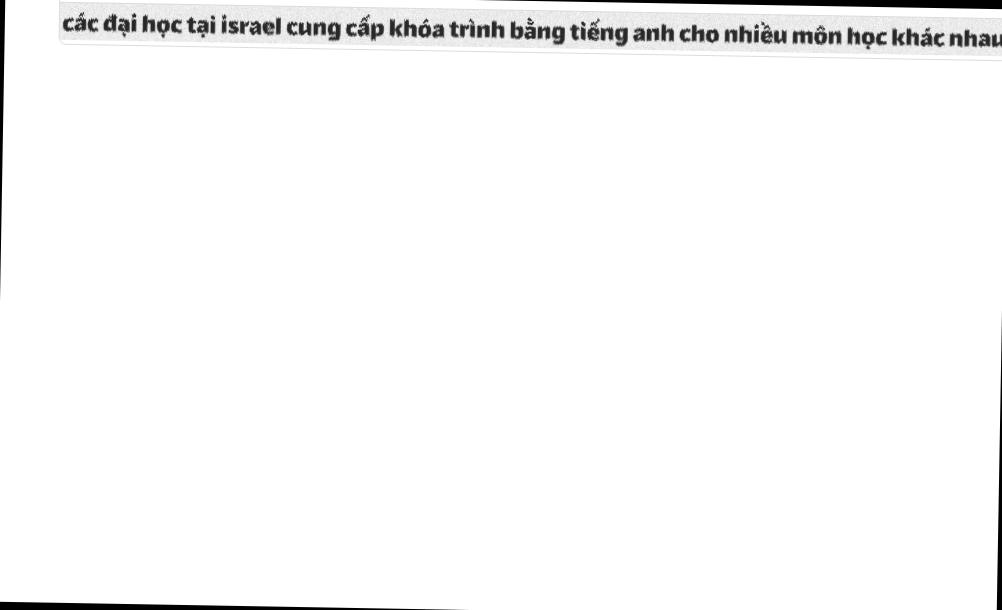 các đại học tại israel cung cấp khóa trình bằng tiếng anh cho nhiều môn học khác nhau